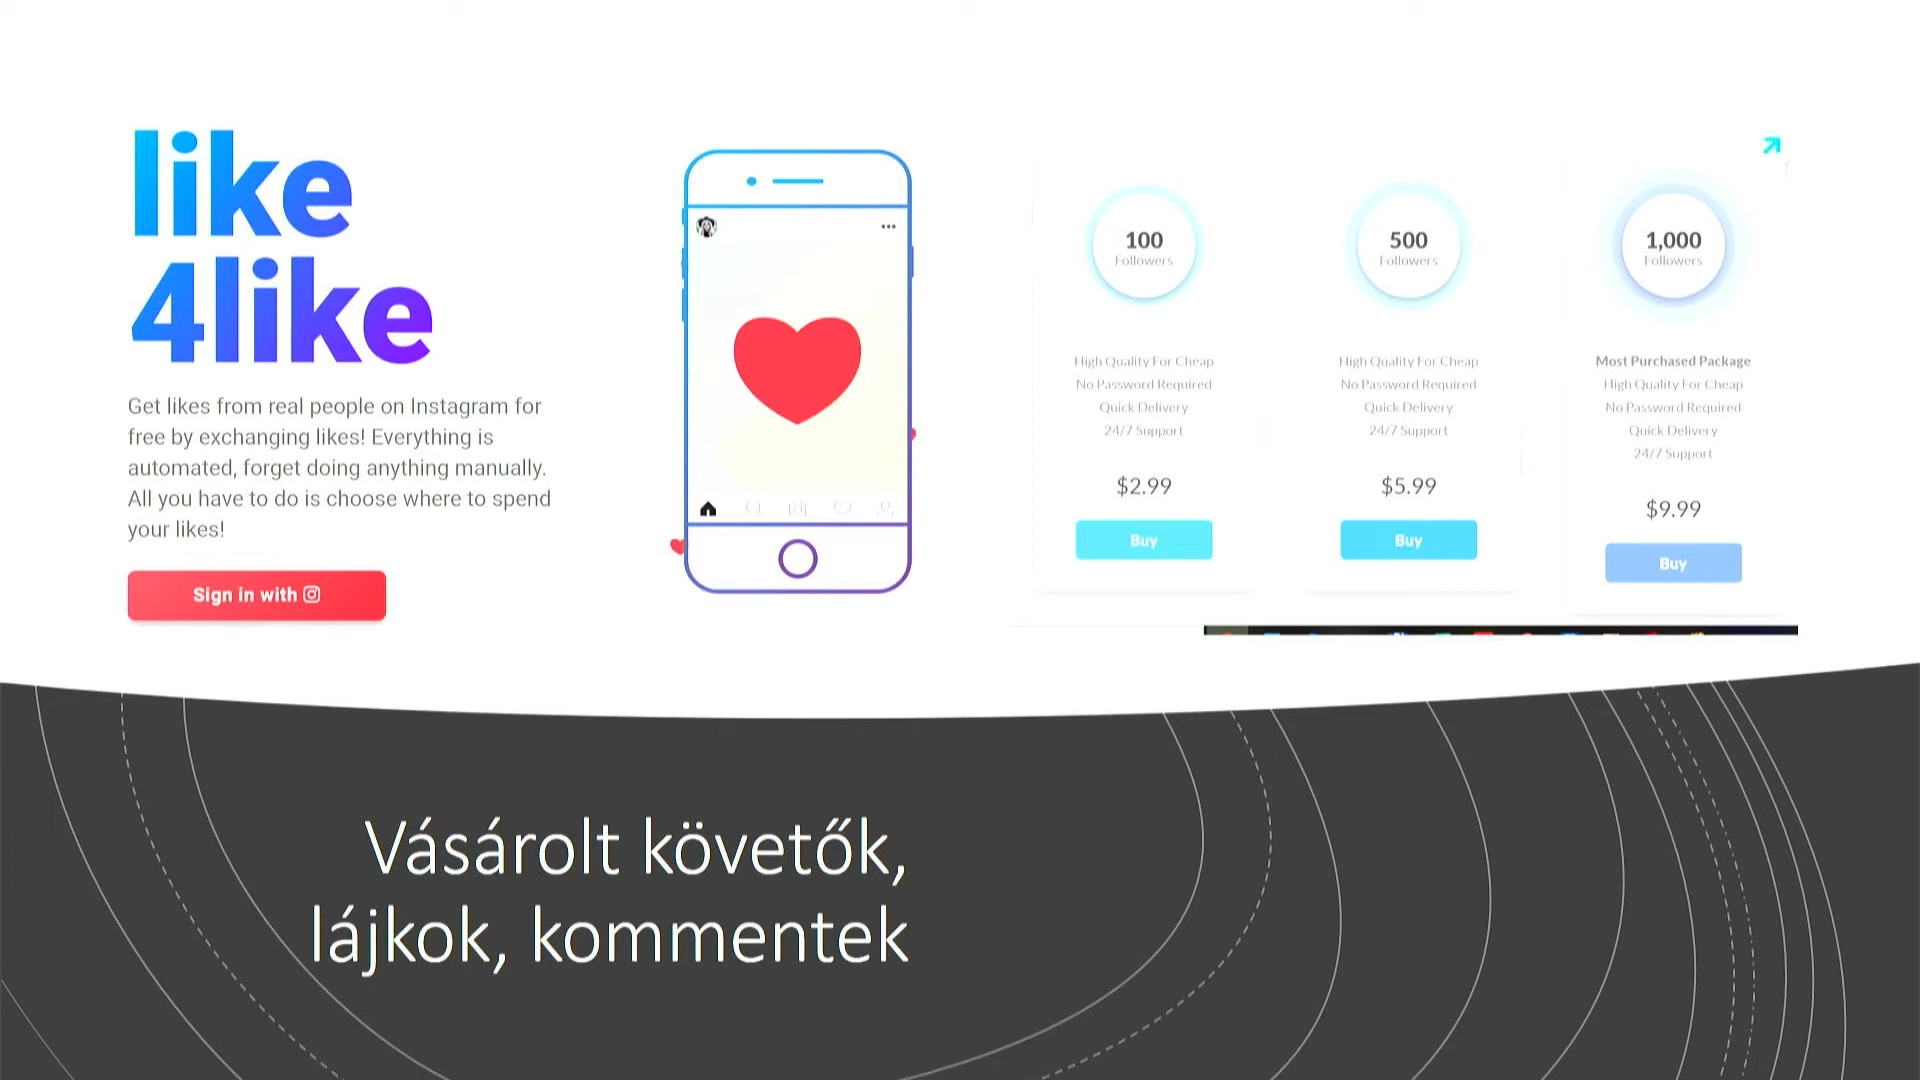 like
4like
Get likes from real people on Instagram for
free by exchanging likes! Everything is
automated, forget doing anything manually.
All you have to do is choose where to spend
your likes!
Sign in with
100
Followers
High Quality For Cheap
No Password Required
Quick Delivery
24/7 Support
$2.99
Buy
500
Followers
High Quality For Cheap
No Password Required
Quick Delivery
24/7 Support
$5.99
Buy
1,000
Followers
Most Purchased Package
High Quality For Cheap
No Password Required
Quick Delivery
24/7 Support
$9.99
Buy
Vásárolt követők,
lájkok, kommentek